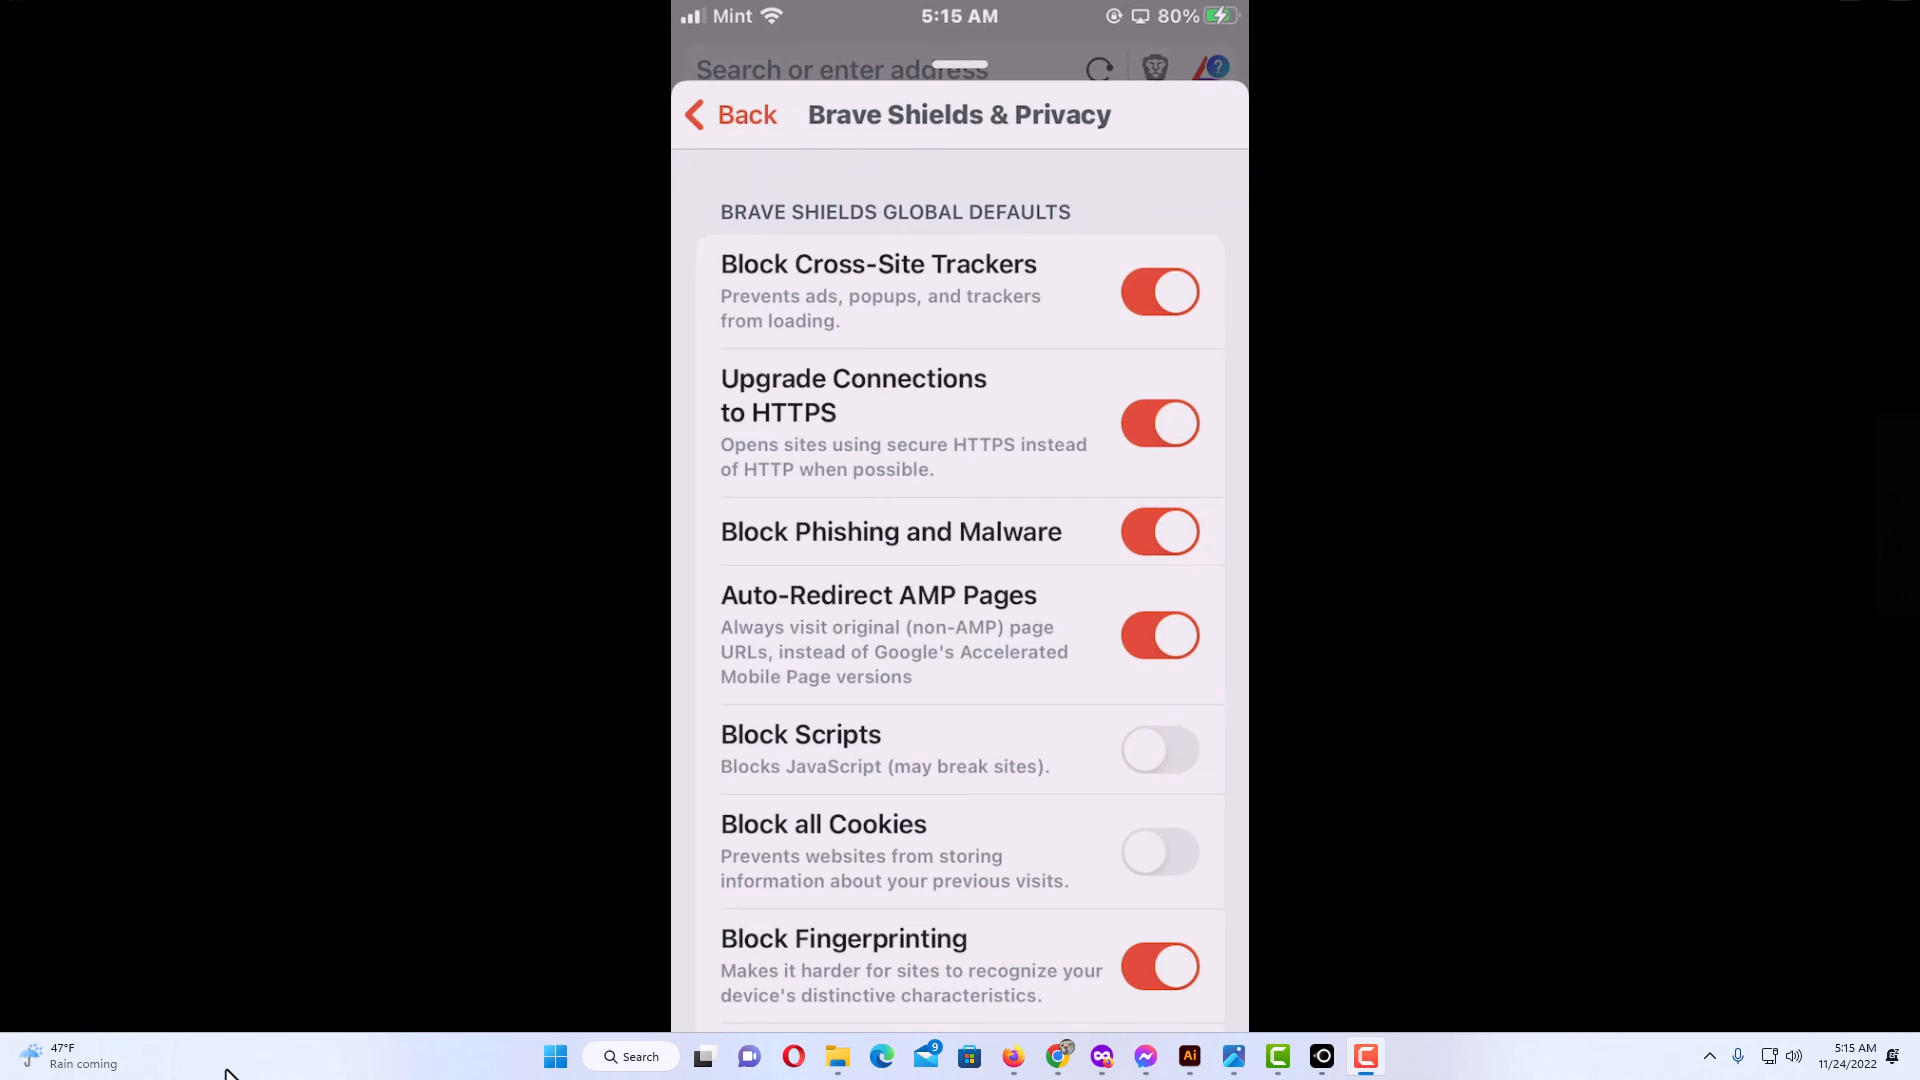 Mint
5:15 AM
80%
Search or enter address
?
Back
Brave Shields & Privacy
BRAVE SHIELDS GLOBAL DEFAULTS
Block Cross-Site Trackers
Prevents ads, popups, and trackers
from loading.
Upgrade Connections
to HTTPS
Opens sites using secure HTTPS instead
of HTTP when possible.
Block Phishing and Malware
Auto-Redirect AMP Pages
Always visit original (non-AMP) page
URLs, instead of Google's Accelerated
Mobile Page versions
Block Scripts
Blocks JavaScript (may break sites).
Block all Cookies
Prevents websites from storing
information about your previous visits.
Block Fingerprinting
Makes it harder for sites to recognize your
device's distinctive characteristics.
47°F
Rain coming
Search
9
Ai
C
C
5:15 AM
11/24/2022